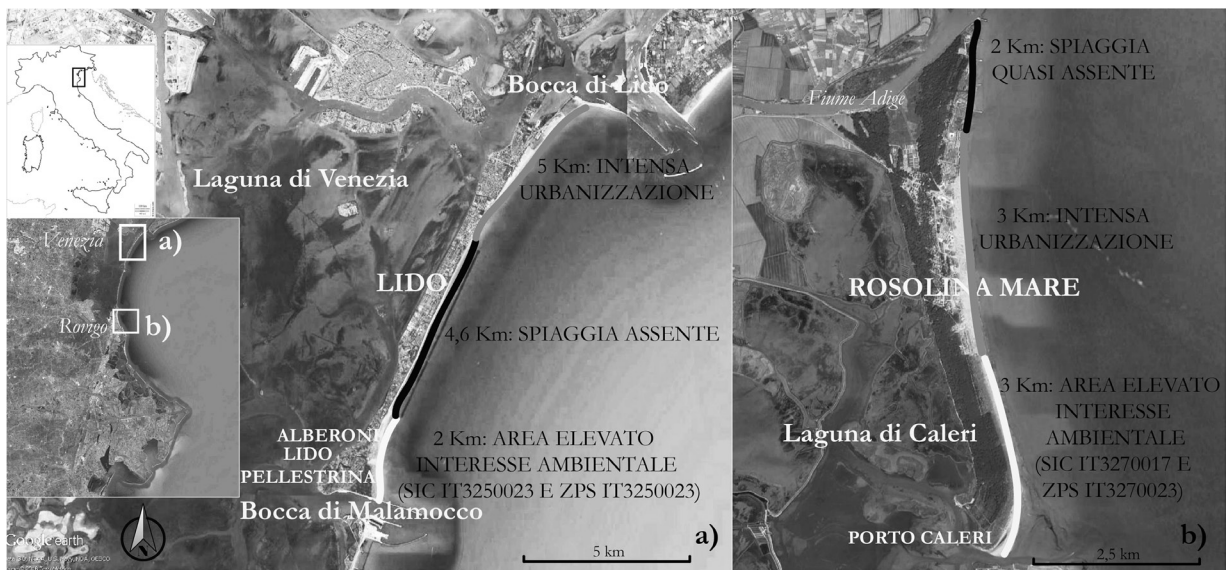 Venezia
a)
Rovigo
b)
Google earth
Bocca di Lido
Laguna di Venezia
5 Km: INTENSA
URBANIZZAZIONE
LIDO
4,6 Km: SPIAGGIA ASSENTE
ALBERONI
LIDO
PELLESTRINA
2 Km: AREA ELEVATO
INTERESSE AMBIENTALE
(SIC IT3250023 E ZPS IT3250023)
Bocca di Malamocco
5 km
a)
2 Km: SPIAGGIA
QUASI ASSENTE
Fiume Adige
3 Km: INTENSA
URBANIZZAZIONE
ROSOLINA MARE
3 Km: AREA ELEVATO
INTERESSE
AMBIENTALE
(SIC IT3270017 E
ZPS IT3270023)
Laguna di Caleri
PORTO CALERI
2,5 km
b)